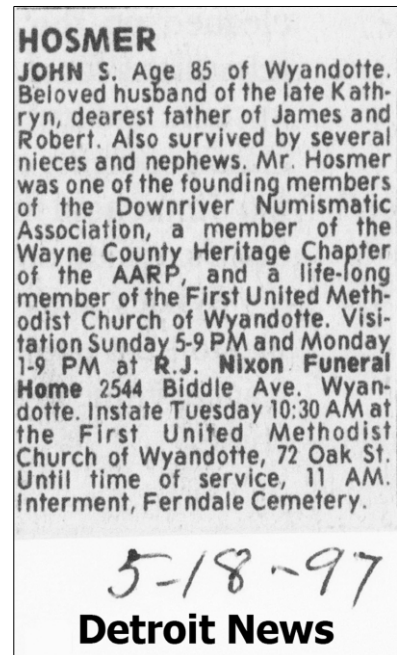 HOSMER
JOHN S. Age 85 of Wyandotte.
Beloved husband of the late Kath-
ryn, dearest father of James and
Robert. Also survived by several
nieces and nephews. Mr. Hosmer
was one of the founding members
of the Downriver Numismatic
Association, a member of the
Wayne County Heritage Chapter
of the AARP, and a life-long
member of the First United Meth-
odist Church of Wyandotte. Visi-
tation Sunday 5-9 PM and Monday
1-9 PM at R.J. Nixon Funeral
Home 2544 Biddle Ave. Wyan-
dotte. Instate Tuesday 10:30 AM at
the First United Methodist
Church of Wyandotte, 72 Oak St.
Until time of service, 11 AM.
Interment, Ferndale Cemetery.
5-18-97
Detroit News